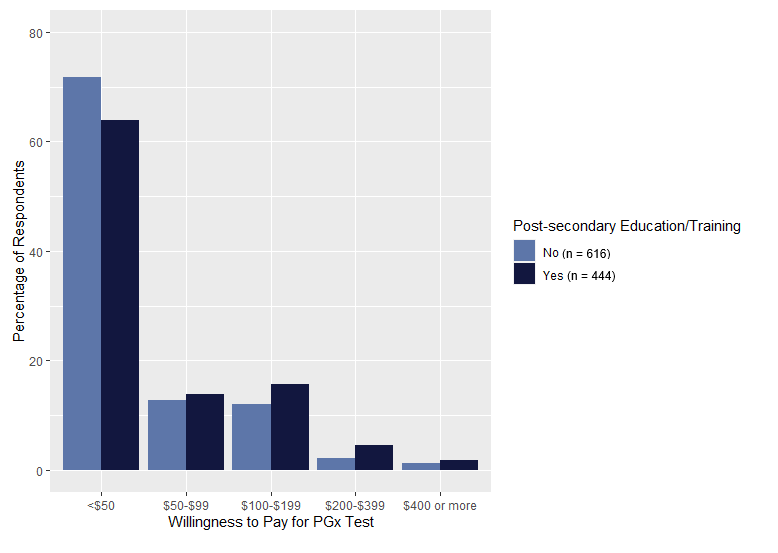 80
60
40
20
0
Percentage of Respondents
<$50
$50-$99
$100-$199
$200-$399
$400 or more
Willingness to Pay for PGx Test
Post-secondary Education/Training
No (n = 616)
Yes (n = 444)